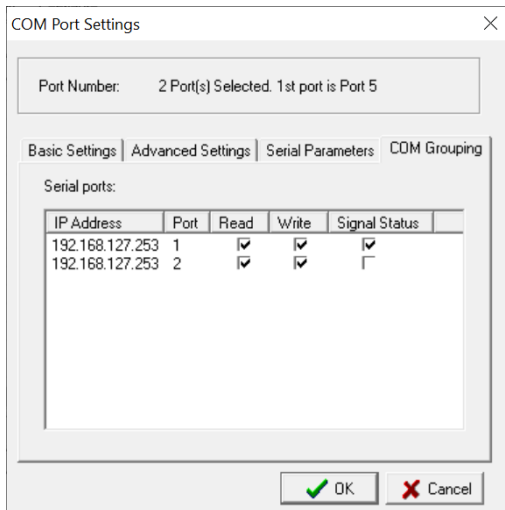 COM Port Settings
Port Number: 2 Port(s) Selected. 1st port is Port 5
Basic Settings Advanced Settings Serial Parameters COM Grouping
Serial ports:
IP Address Port Read Write Signal Status
192.168.127.253 1
192.168.127.253 2
OK Cancel